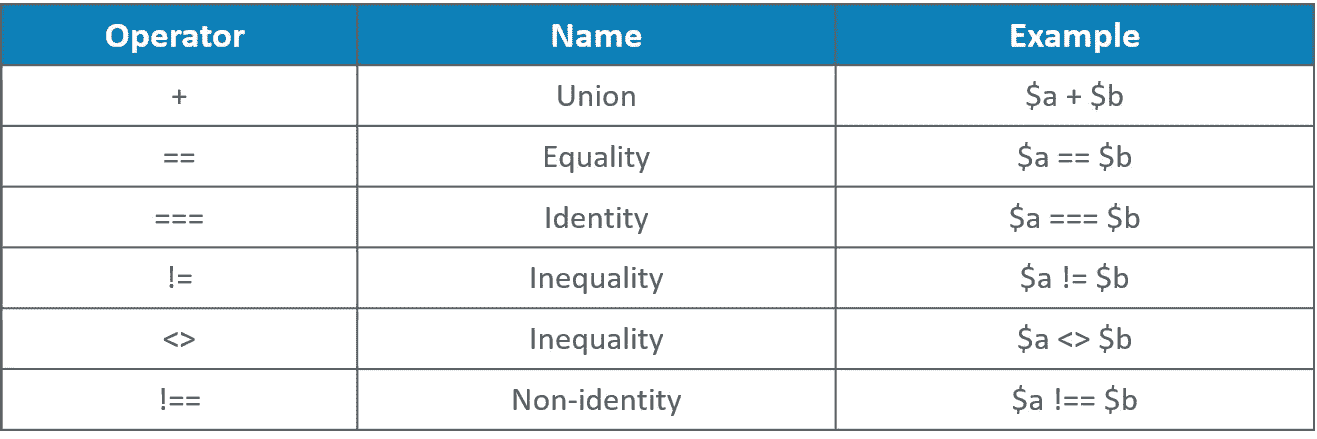 Operator Name Example
+ Union $a + $b
== Equality $a == $b
=== Identity $a === $b
!= Inequality $a != $b
<> Inequality $a <> $b
!== Non-identity $a !== $b